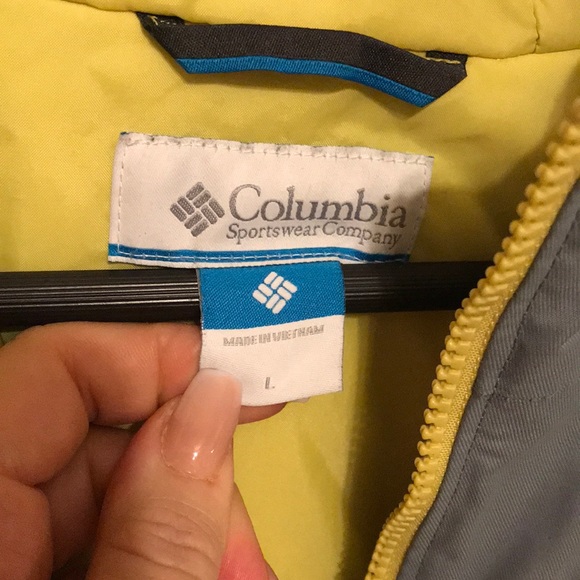 Columbia
Sportswear Company
MADE IN VIETNAM
L